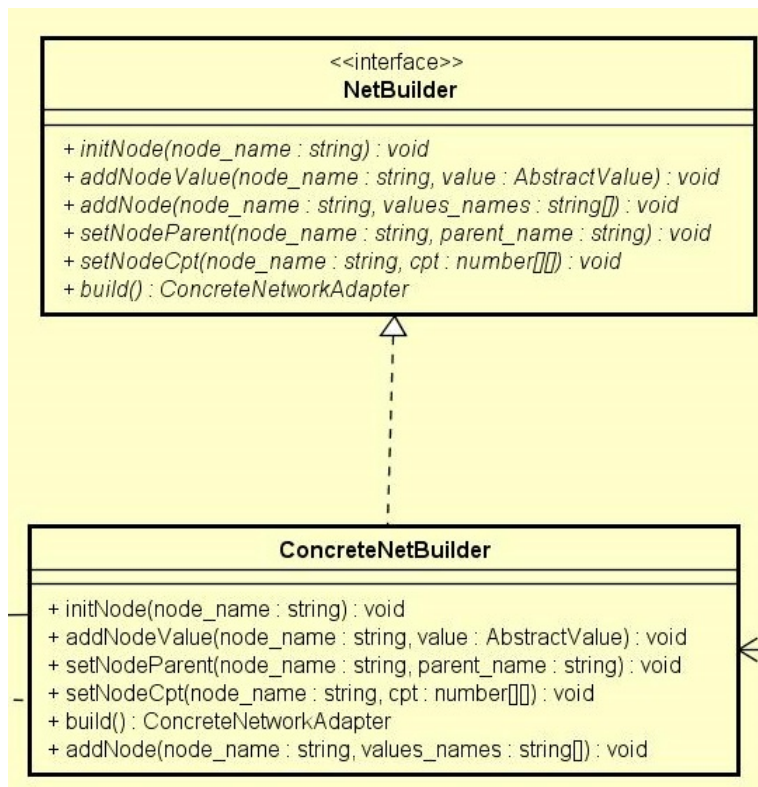 <<interface>>
NetBuilder
+ initNode(node_name : string) : void
+ addNodeValue(node_name : string, value : AbstractValue) : void
+ addNode(node_name : string, values_names : string[]) : void
+ setNodeParent(node_name : string, parent_name : string) : void
+ setNodeCpt(node_name : string, cpt : number[][]) : void
+ build() : ConcreteNetworkAdapter
ConcreteNetBuilder
+ initNode(node_name : string) : void
+ addNodeValue(node_name : string, value : AbstractValue) : void
+ setNodeParent(node_name : string, parent_name : string) : void
+ setNodeCpt(node_name : string, cpt : number[][]) : void
+ build() : ConcreteNetworkAdapter
+ addNode(node_name : string, values_names : string[]) : void